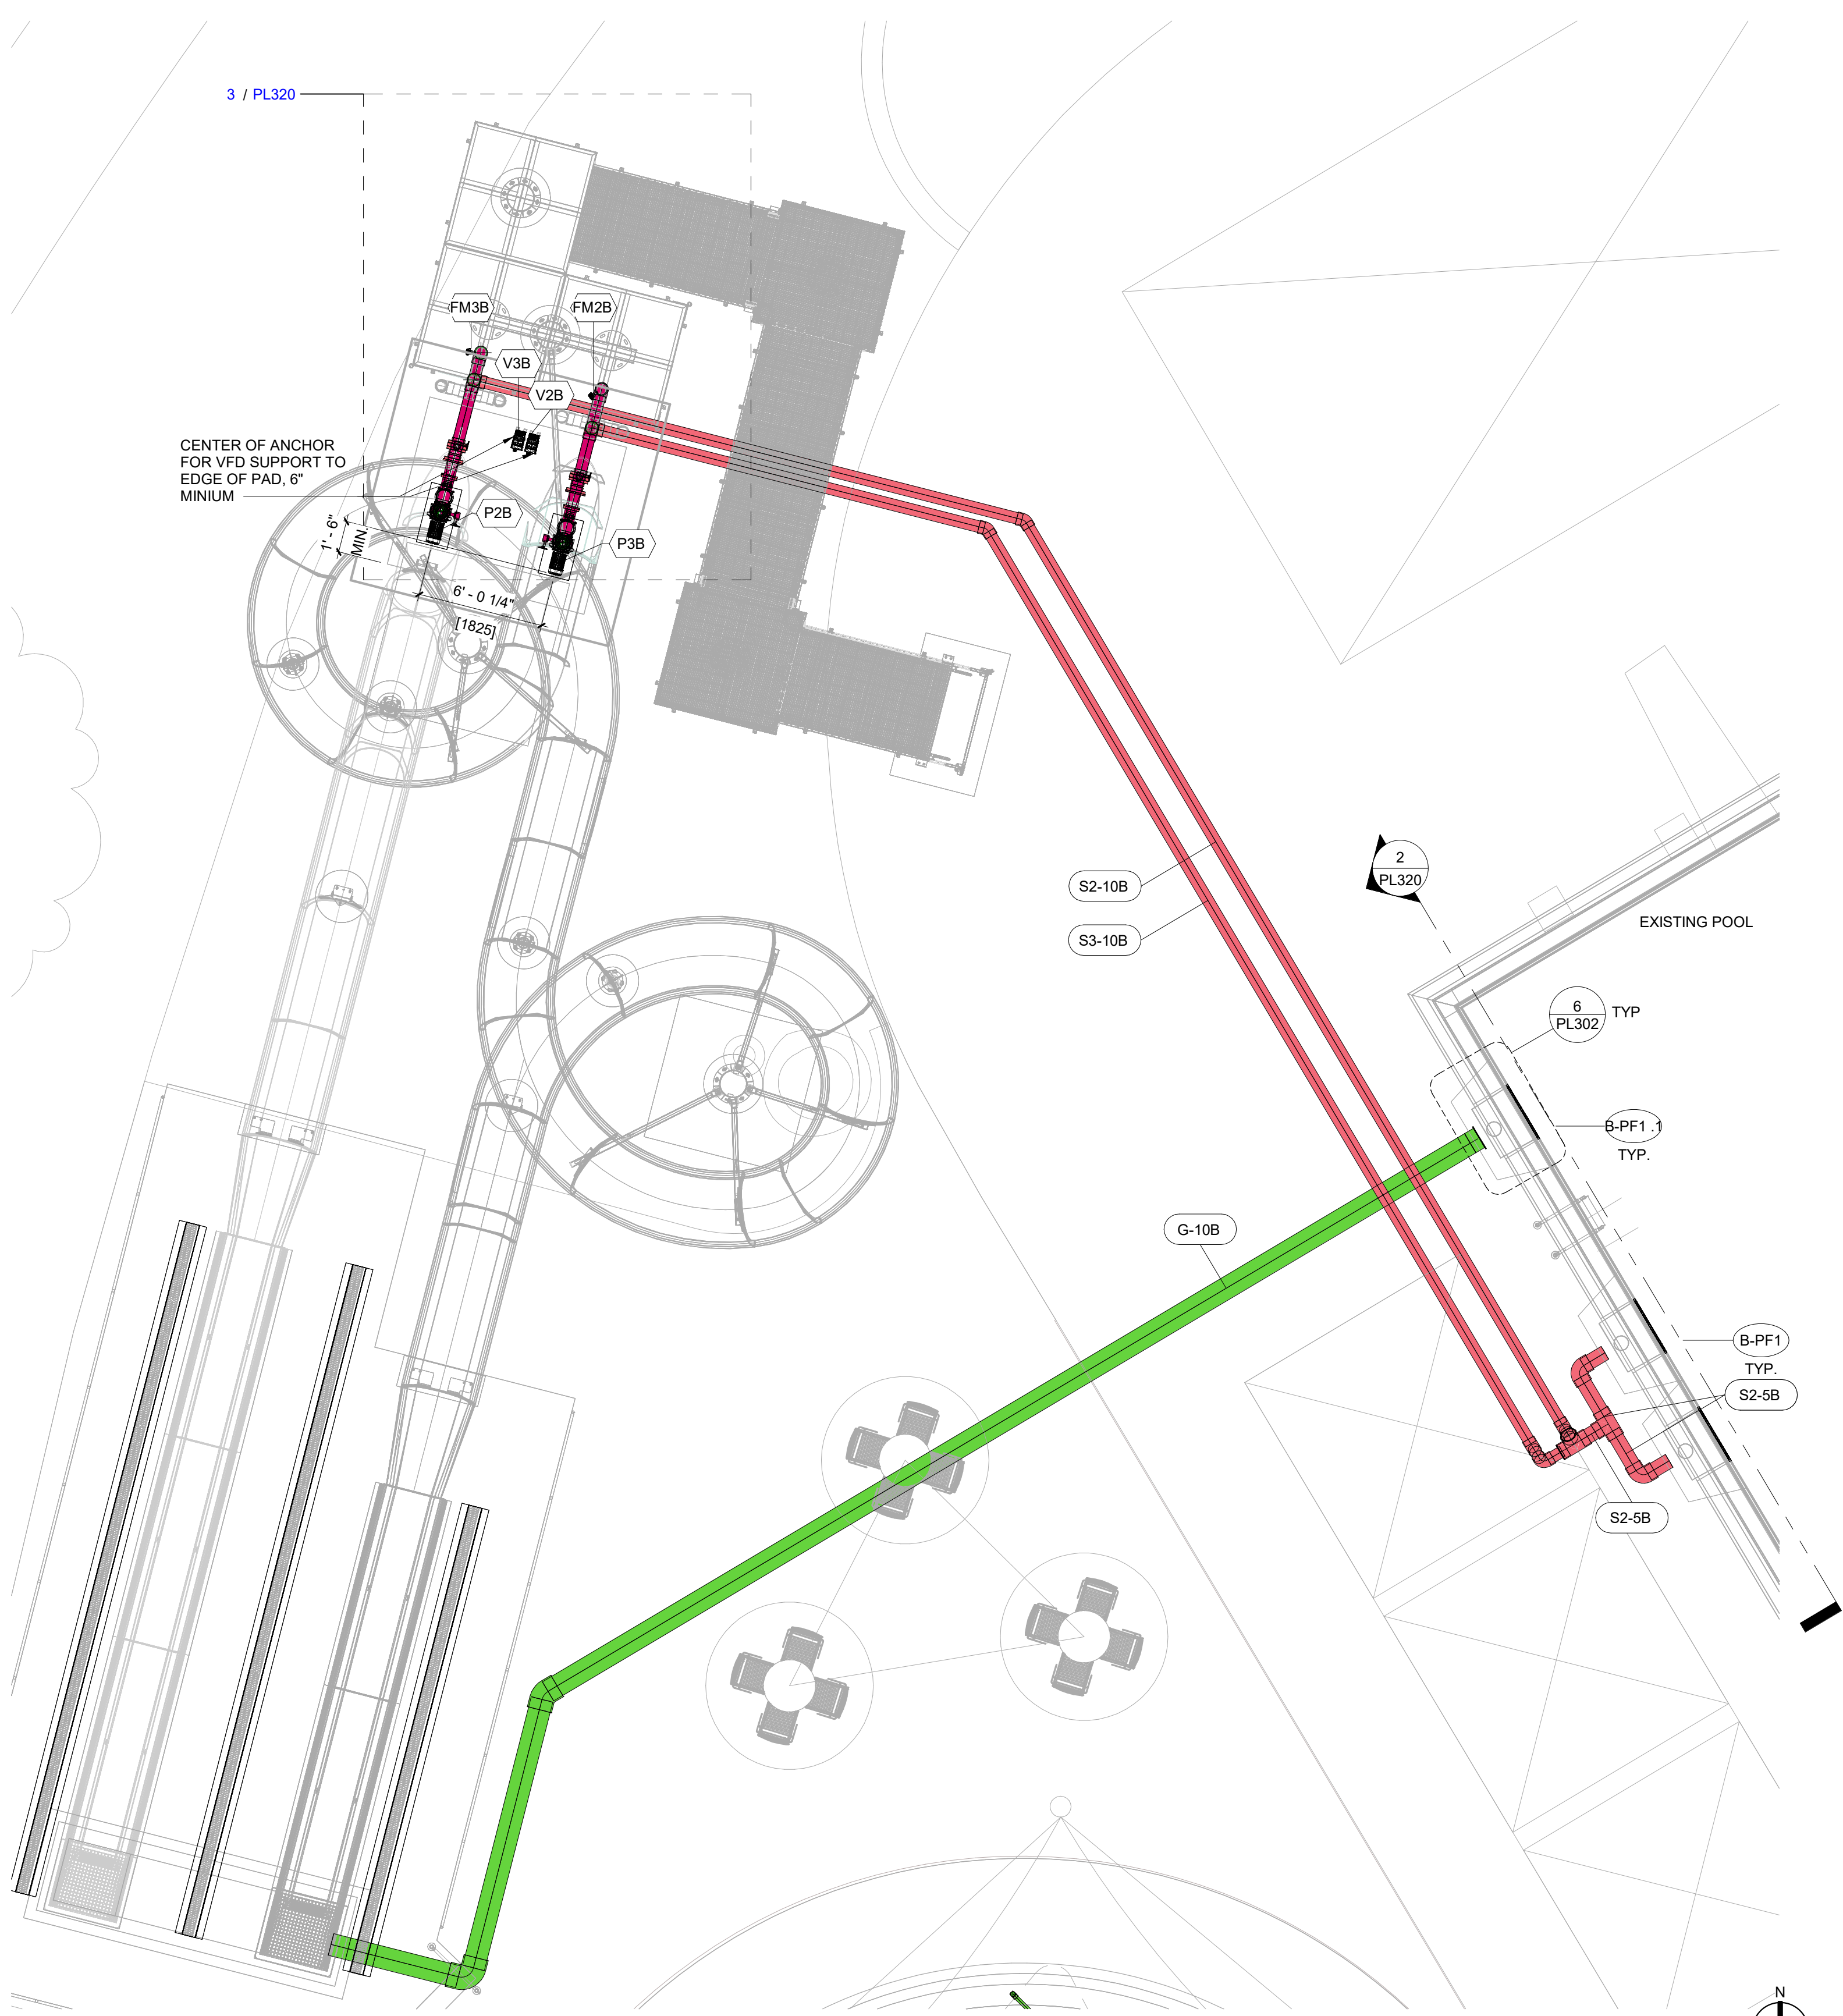 3 / PL320
FM3B
FM2B
V3B
V2B
CENTER OF ANCHOR
FOR VFD SUPPORT TO
EDGE OF PAD, 6"
MINIUM
P2B
P3B
1' - 6"
MIN.
6' - 0 1/4"
[1825]
2
PL320
S2-10B
S3-10B
EXISTING POOL
6
PL302
TYP
B-PF1 .1
TYP.
G-10B
B-PF1
TYP.
S2-5B
S2-5B
N